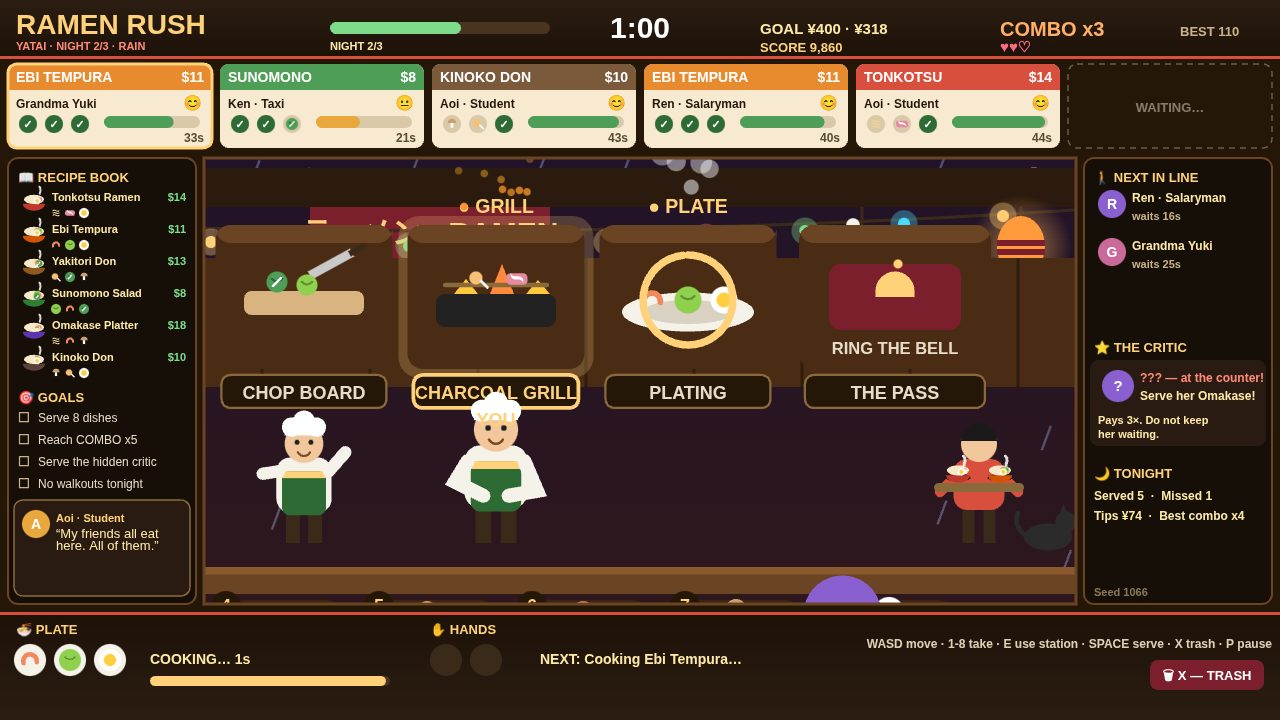 RAMEN RUSH
YATAI · NIGHT 2/3 · RAIN
NIGHT 2/3
1:00
GOAL ¥400 · ¥318
SCORE 9,860
COMBO x3
♥♥♡
BEST 110
EBI TEMPURA $11
Grandma Yuki
33s
SUNOMONO $8
Ken · Taxi
21s
KINOKO DON $10
Aoi · Student
43s
EBI TEMPURA $11
Ren · Salaryman
40s
TONKOTSU $14
Aoi · Student
44s
WAITING…
RECIPE BOOK
Tonkotsu Ramen $14
Ebi Tempura $11
Yakitori Don $13
Sunomono Salad $8
Omakase Platter $18
Kinoko Don $10
GOALS
Serve 8 dishes
Reach COMBO x5
Serve the hidden critic
No walkouts tonight
A
Aoi · Student
“My friends all eat
here. All of them.”
● GRILL
● PLATE
RAMEN
RING THE BELL
CHOP BOARD
CHARCOAL GRILL
PLATING
THE PASS
YOU
4
5
6
7
NEXT IN LINE
R
Ren · Salaryman
waits 16s
G
Grandma Yuki
waits 25s
THE CRITIC
?
??? — at the counter!
Serve her Omakase!
Pays 3×. Do not keep
her waiting.
TONIGHT
Served 5 · Missed 1
Tips ¥74 · Best combo x4
Seed 1066
PLATE
COOKING… 1s
HANDS
NEXT: Cooking Ebi Tempura…
WASD move · 1-8 take · E use station · SPACE serve · X trash · P pause
X — TRASH